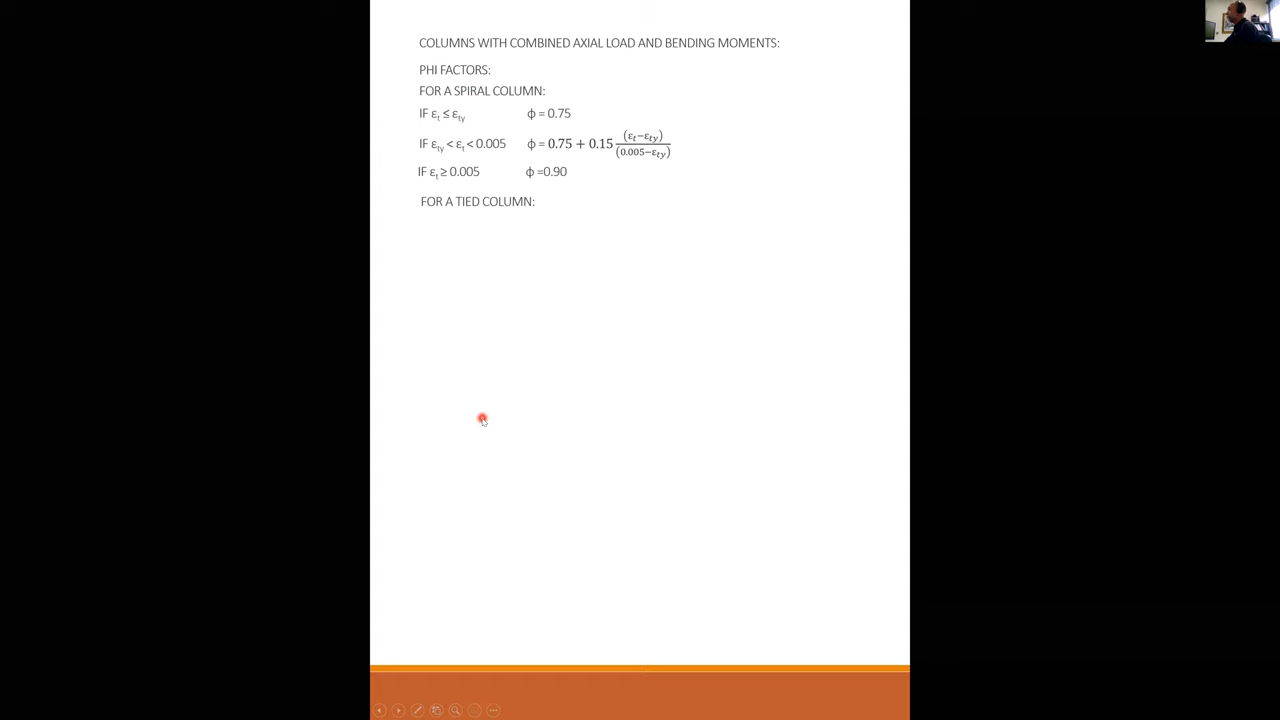 COLUMNS WITH COMBINED AXIAL LOAD AND BENDING MOMENTS:
PHI FACTORS:
FOR A SPIRAL COLUMN:
IF εt ≤ εty ϕ = 0.75
IF εty < εt < 0.005 ϕ = 0.75 + 0.15 (εt−εty)/(0.005−εty)
IF εt ≥ 0.005 ϕ =0.90
FOR A TIED COLUMN: